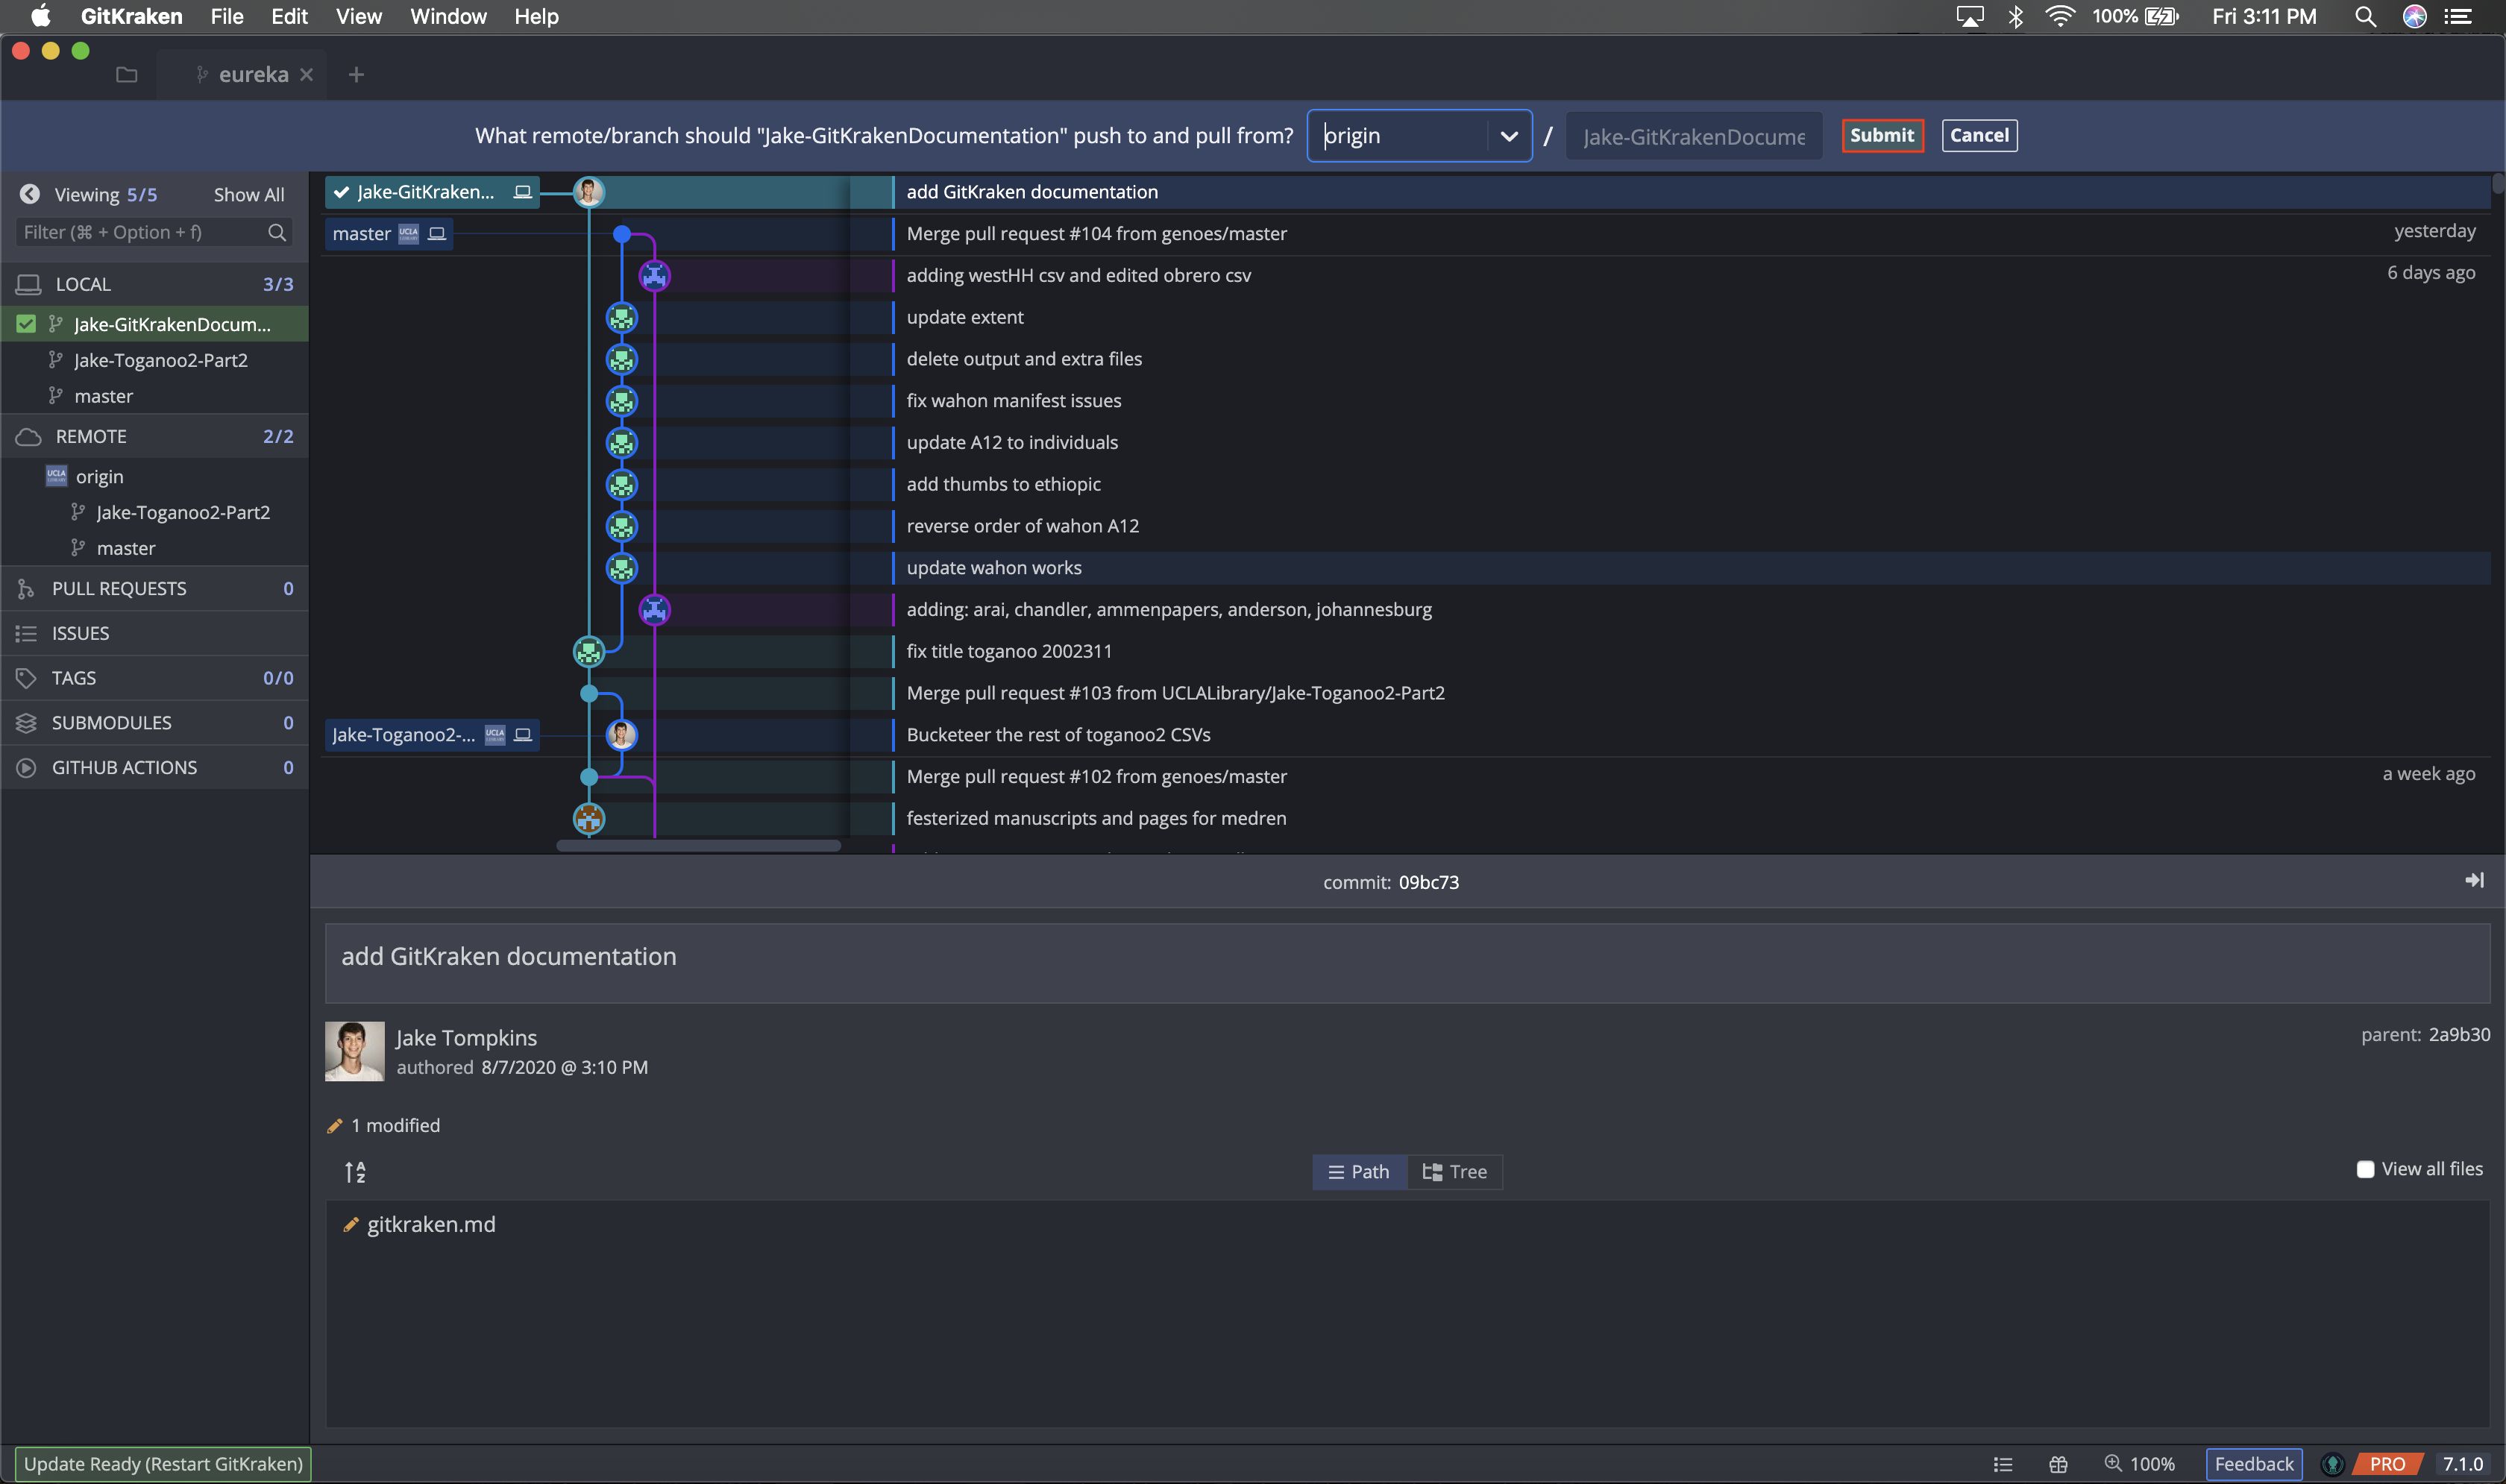 GitKraken File Edit View Window Help 100% Fri 3:11 PM
eureka
What remote/branch should "Jake-GitKrakenDocumentation" push to and pull from? origin / Jake-GitKrakenDocume Submit Cancel
Viewing 5/5 Show All
Filter (⌘ + Option + f)
LOCAL 3/3
Jake-GitKrakenDocum...
Jake-Toganoo2-Part2
master
REMOTE 2/2
origin
Jake-Toganoo2-Part2
master
PULL REQUESTS 0
ISSUES
TAGS 0/0
SUBMODULES 0
GITHUB ACTIONS 0
Jake-GitKraken... add GitKraken documentation
master UCLA Merge pull request #104 from genoes/master yesterday
adding westHH csv and edited obrero csv 6 days ago
update extent
delete output and extra files
fix wahon manifest issues
update A12 to individuals
add thumbs to ethiopic
reverse order of wahon A12
update wahon works
adding: arai, chandler, ammenpapers, anderson, johannesburg
fix title toganoo 2002311
Merge pull request #103 from UCLALibrary/Jake-Toganoo2-Part2
Jake-Toganoo2-... UCLA Bucketeer the rest of toganoo2 CSVs
Merge pull request #102 from genoes/master a week ago
festerized manuscripts and pages for medren
commit: 09bc73
add GitKraken documentation
Jake Tompkins
authored 8/7/2020 @ 3:10 PM
parent: 2a9b30
1 modified
A Z
Path Tree View all files
gitkraken.md
Update Ready (Restart GitKraken) 100% Feedback PRO 7.1.0